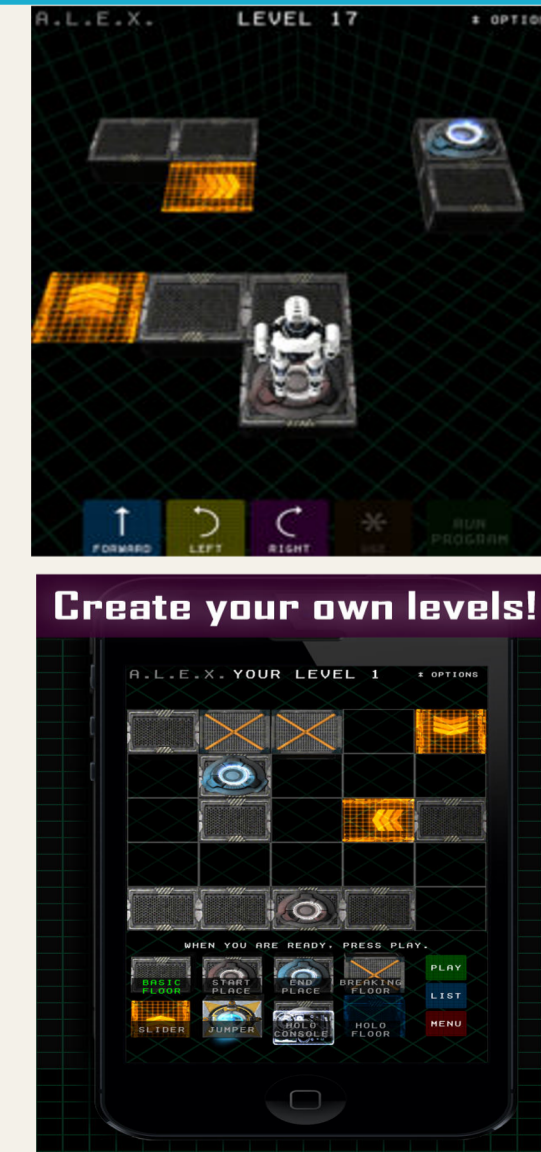 A.L.E.X. LEVEL 17 * OPTION
FORWARD LEFT RIGHT USE RUN PROGRAM
Create your own levels!
A.L.E.X. YOUR LEVEL 1 * OPTIONS
WHEN YOU ARE READY, PRESS PLAY.
BASIC FLOOR START PLACE END PLACE BREAKING FLOOR PLAY
LIST
SLIDER JUMPER HOLO CONSOLE HOLO FLOOR MENU